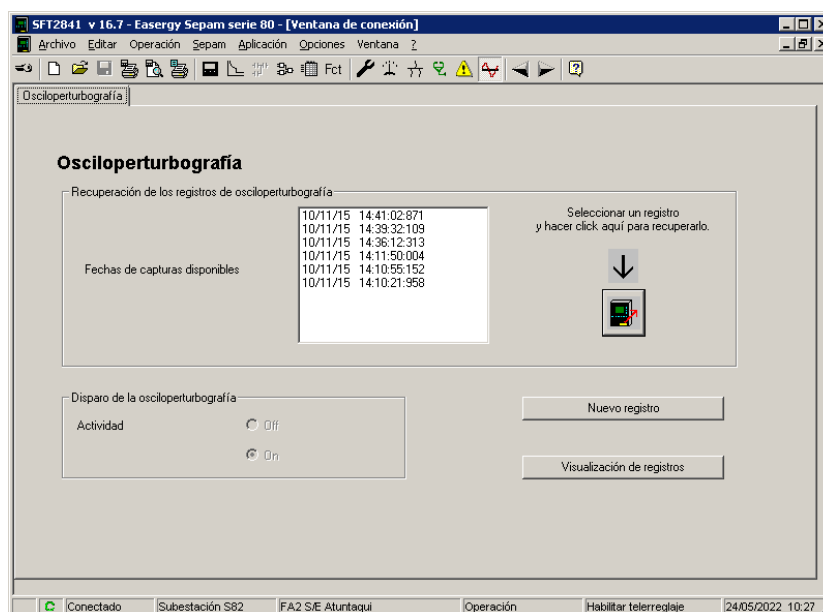 SFT2841 v 16.7 - Easergy Sepam serie 80 - [Ventana de conexión]
Archivo Editar Operación Sepam Aplicación Opciones Ventana ?
Fct
Osciloperturbografía
Osciloperturbografía
Recuperación de los registros de osciloperturbografía
Fechas de capturas disponibles
10/11/15 14:41:02:871
10/11/15 14:39:32:109
10/11/15 14:36:12:313
10/11/15 14:11:50:004
10/11/15 14:10:55:152
10/11/15 14:10:21:958
Seleccionar un registro
y hacer click aquí para recuperarlo.
Disparo de la osciloperturbografía
Actividad
Off
On
Nuevo registro
Visualización de registros
Conectado Subestación S82 FA2 S/E Atuntaqui Operación Habilitar telerreglaje 24/05/2022 10:27